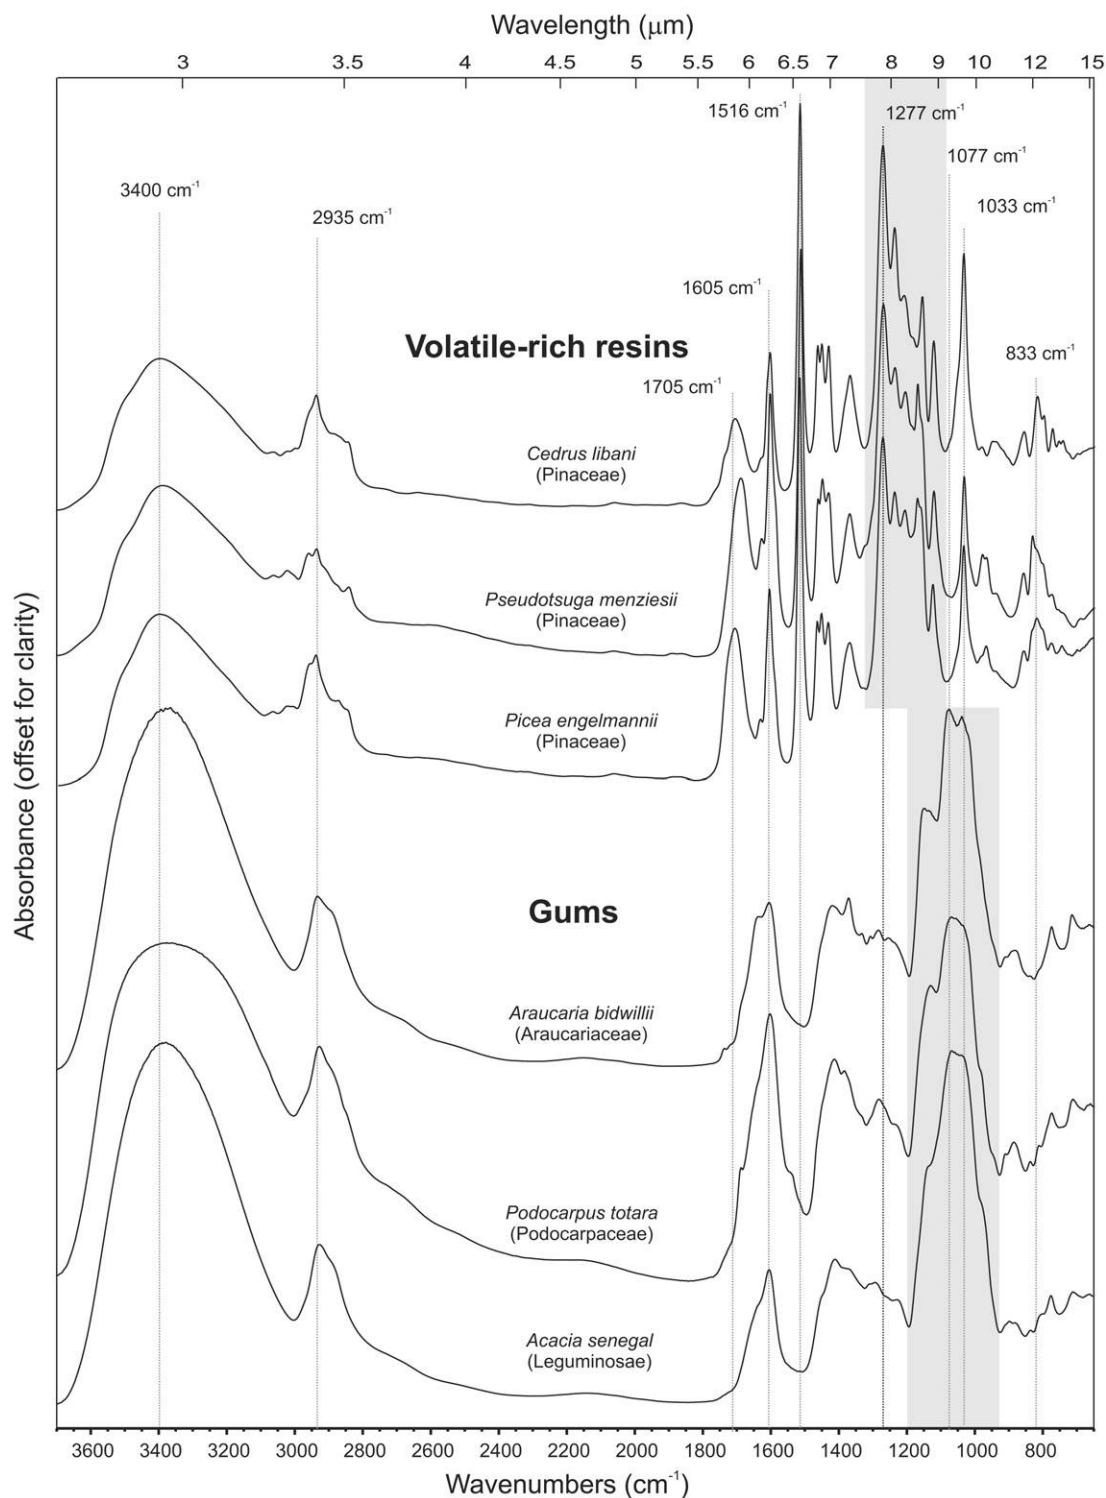 Wavelength (μm)
3 3.5 4 4.5 5 5.5 6 6.5 7 8 9 10 12 15
1516 cm-1
1277 cm-1
1077 cm-1
3400 cm-1
2935 cm-1
1033 cm-1
1605 cm-1
Volatile-rich resins
833 cm-1
1705 cm-1
Cedrus libani
(Pinaceae)
Pseudotsuga menziesii
(Pinaceae)
Picea engelmannii
(Pinaceae)
Absorbance (offset for clarity)
Gums
Araucaria bidwillii
(Araucariaceae)
Podocarpus totara
(Podocarpaceae)
Acacia senegal
(Leguminosae)
3600 3400 3200 3000 2800 2600 2400 2200 2000 1800 1600 1400 1200 1000 800
Wavenumbers (cm-1)